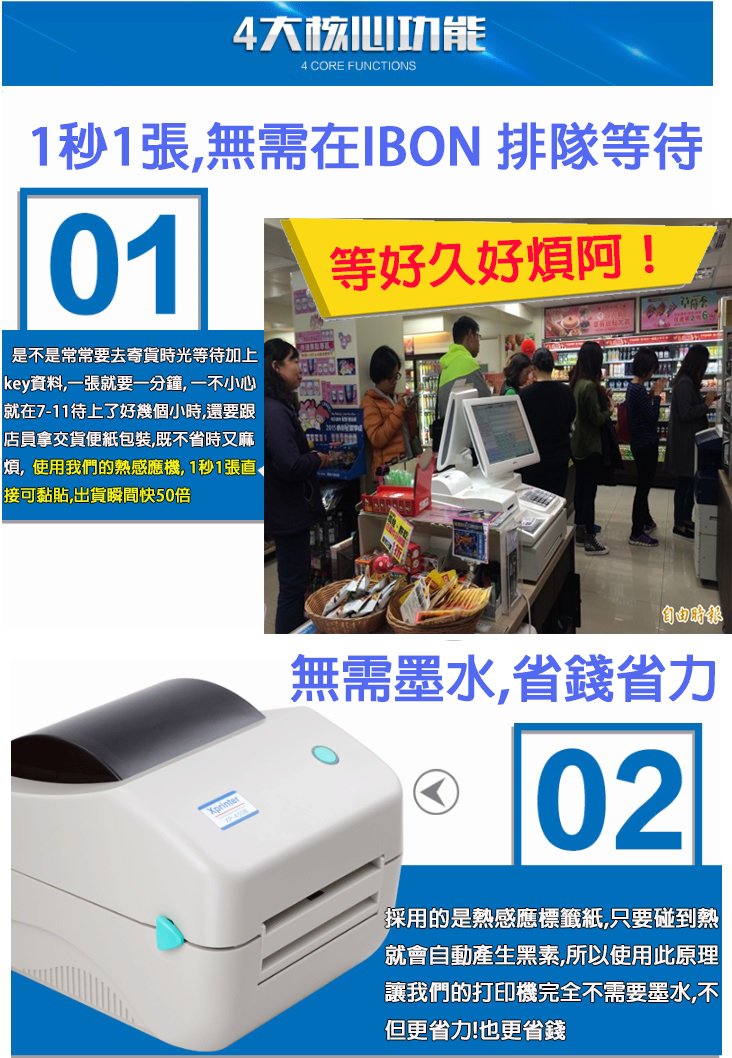 4大核心功能
4 CORE FUNCTIONS
1秒1張,無需在IBON 排隊等待
01
等好久好煩阿！
是不是常常要去寄貨時光等待加上
key資料,一張就要一分鐘, 一不小心
就在7-11待上了好幾個小時,還要跟
店員拿交貨便紙包裝,既不省時又麻
煩, 使用我們的熱感應機, 1秒1張直
接可黏貼,出貨瞬間快50倍
自由時報
無需墨水,省錢省力
02
Xprinter
採用的是熱感應標籤紙,只要碰到熱
就會自動產生黑素,所以使用此原理
讓我們的打印機完全不需要墨水,不
但更省力!也更省錢